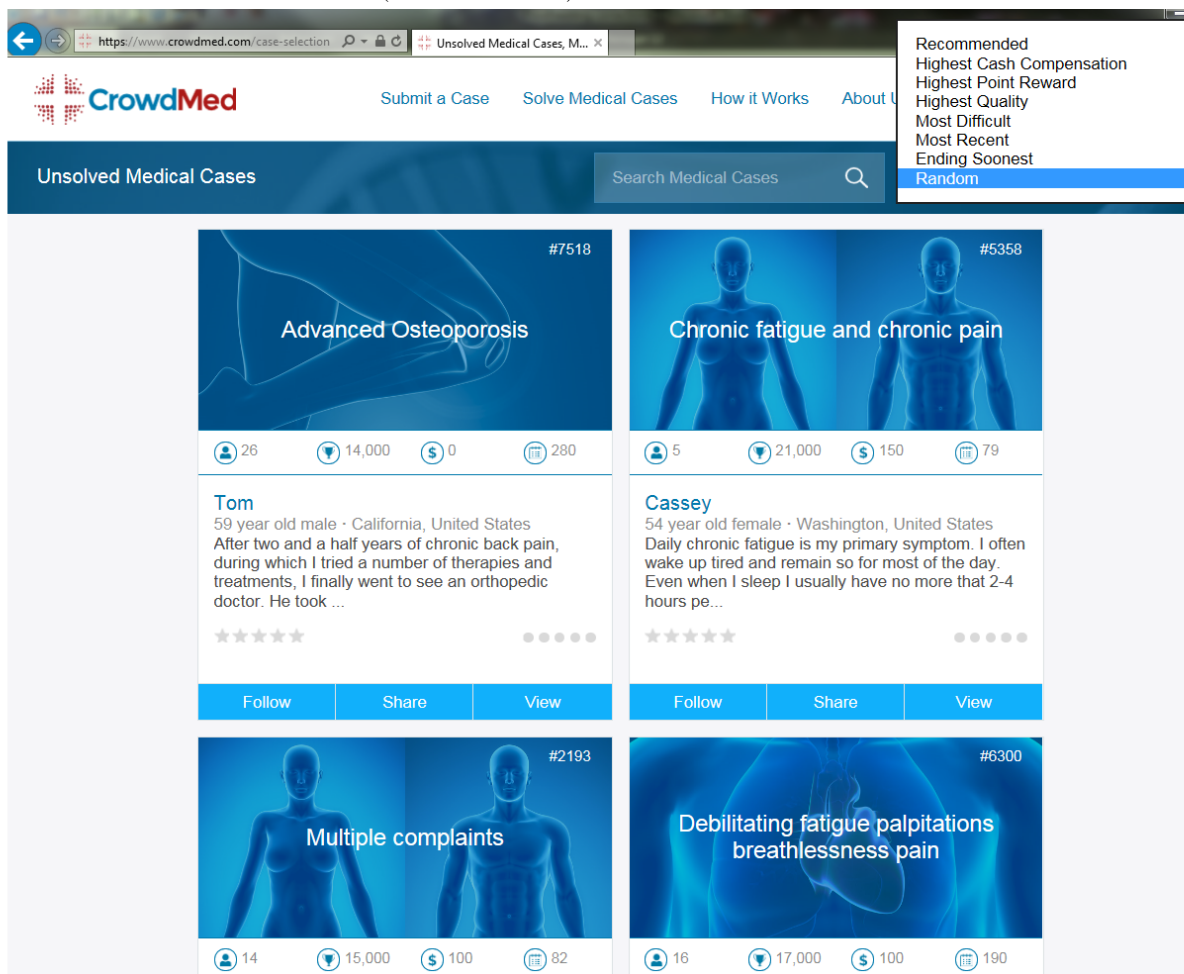 https://www.crowdmed.com/case-selection
Unsolved Medical Cases, M...
Recommended
Highest Cash Compensation
Highest Point Reward
Highest Quality
Most Difficult
Most Recent
Ending Soonest
Random
CrowdMed
Submit a Case Solve Medical Cases How it Works About U
Unsolved Medical Cases
Search Medical Cases
#7518
Advanced Osteoporosis
26 14,000 $ 0 280
Tom
59 year old male · California, United States
After two and a half years of chronic back pain,
during which I tried a number of therapies and
treatments, I finally went to see an orthopedic
doctor. He took ...
Follow Share View
#5358
Chronic fatigue and chronic pain
5 21,000 $ 150 79
Cassey
54 year old female · Washington, United States
Daily chronic fatigue is my primary symptom. I often
wake up tired and remain so for most of the day.
Even when I sleep I usually have no more that 2-4
hours pe...
Follow Share View
#2193
Multiple complaints
14 15,000 $ 100 82
#6300
Debilitating fatigue palpitations
breathlessness pain
16 17,000 $ 100 190